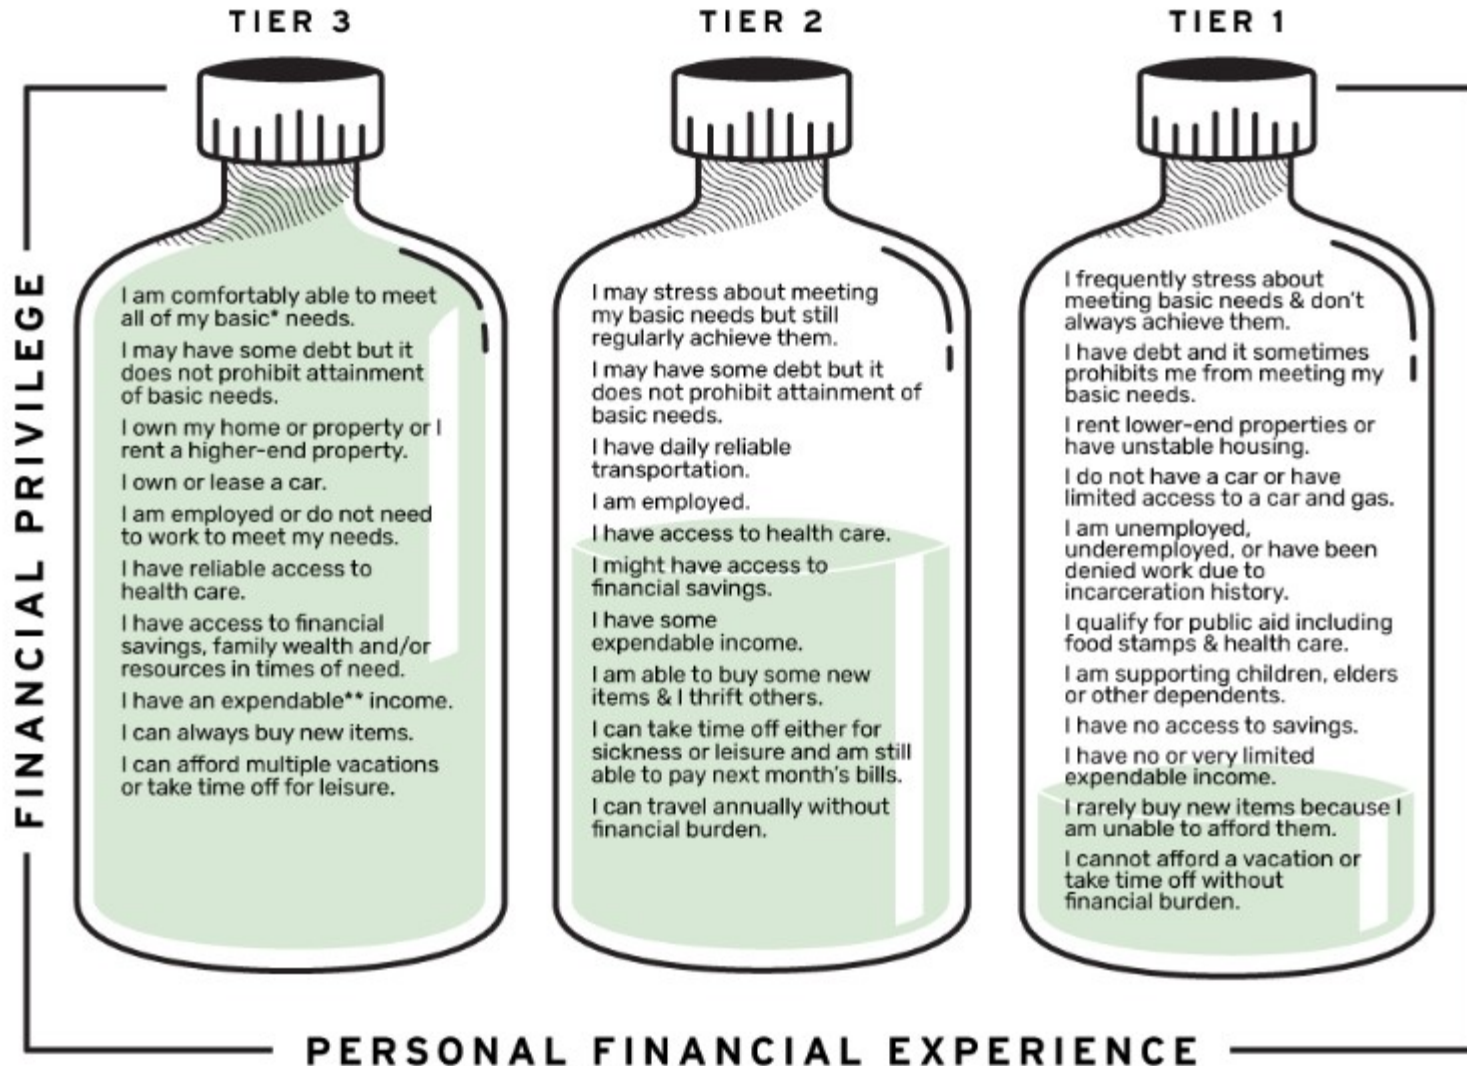 TIER 3
TIER 2
TIER 1
FINANCIAL PRIVILEGE
I am comfortably able to meet
all of my basic* needs.
I may have some debt but it
does not prohibit attainment
of basic needs.
I own my home or property or I
rent a higher-end property.
I own or lease a car.
I am employed or do not need
to work to meet my needs.
I have reliable access to
health care.
I have access to financial
savings, family wealth and/or
resources in times of need.
I have an expendable** income.
I can always buy new items.
I can afford multiple vacations
or take time off for leisure.
I may stress about meeting
my basic needs but still
regularly achieve them.
I may have some debt but it
does not prohibit attainment of
basic needs.
I have daily reliable
transportation.
I am employed.
I have access to health care.
I might have access to
financial savings.
I have some
expendable income.
I am able to buy some new
items & I thrift others.
I can take time off either for
sickness or leisure and am still
able to pay next month's bills.
I can travel annually without
financial burden.
I frequently stress about
meeting basic needs & don't
always achieve them.
I have debt and it sometimes
prohibits me from meeting my
basic needs.
I rent lower-end properties or
have unstable housing.
I do not have a car or have
limited access to a car and gas.
I am unemployed,
underemployed, or have been
denied work due to
incarceration history.
I qualify for public aid including
food stamps & health care.
I am supporting children, elders
or other dependents.
I have no access to savings.
I have no or very limited
expendable income.
I rarely buy new items because I
am unable to afford them.
I cannot afford a vacation or
take time off without
financial burden.
PERSONAL FINANCIAL EXPERIENCE